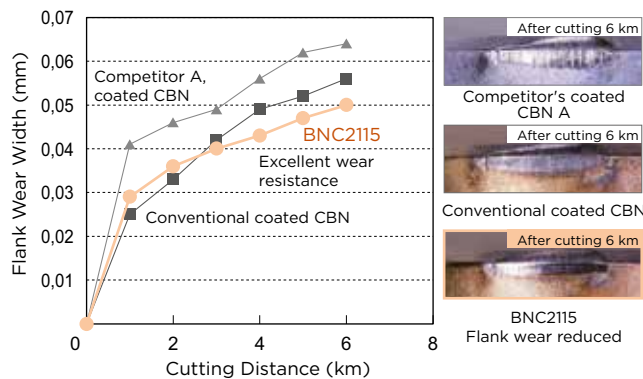 0,07
0,06
0,05
0,04
0,03
0,02
0,01
0
2
4
6
8
Flank Wear Width (mm)
Cutting Distance (km)
Competitor A,
coated CBN
BNC2115
Excellent wear
resistance
Conventional coated CBN
After cutting 6 km
Competitor's coated
CBN A
After cutting 6 km
Conventional coated CBN
After cutting 6 km
BNC2115
Flank wear reduced